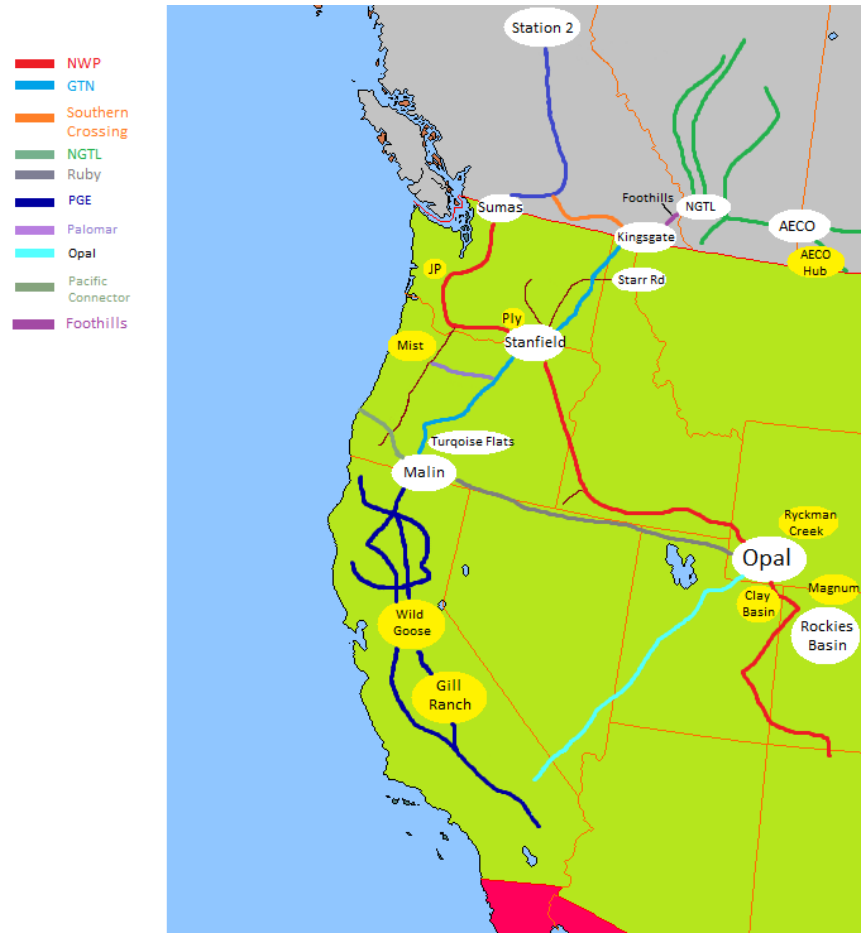 NWP
GTN
Southern
Crossing
NGTL
Ruby
PGE
Palomar
Opal
Pacific
Connector
Foothills
Station 2
Foothills
NGTL
Sumas
Kingsgate
AECO
AECO
Hub
JP
Starr Rd
Ply
Stanfield
Mist
Turqoise Flats
Malin
Ryckman
Creek
Opal
Magnum
Clay
Basin
Rockies
Basin
Wild
Goose
Gill
Ranch